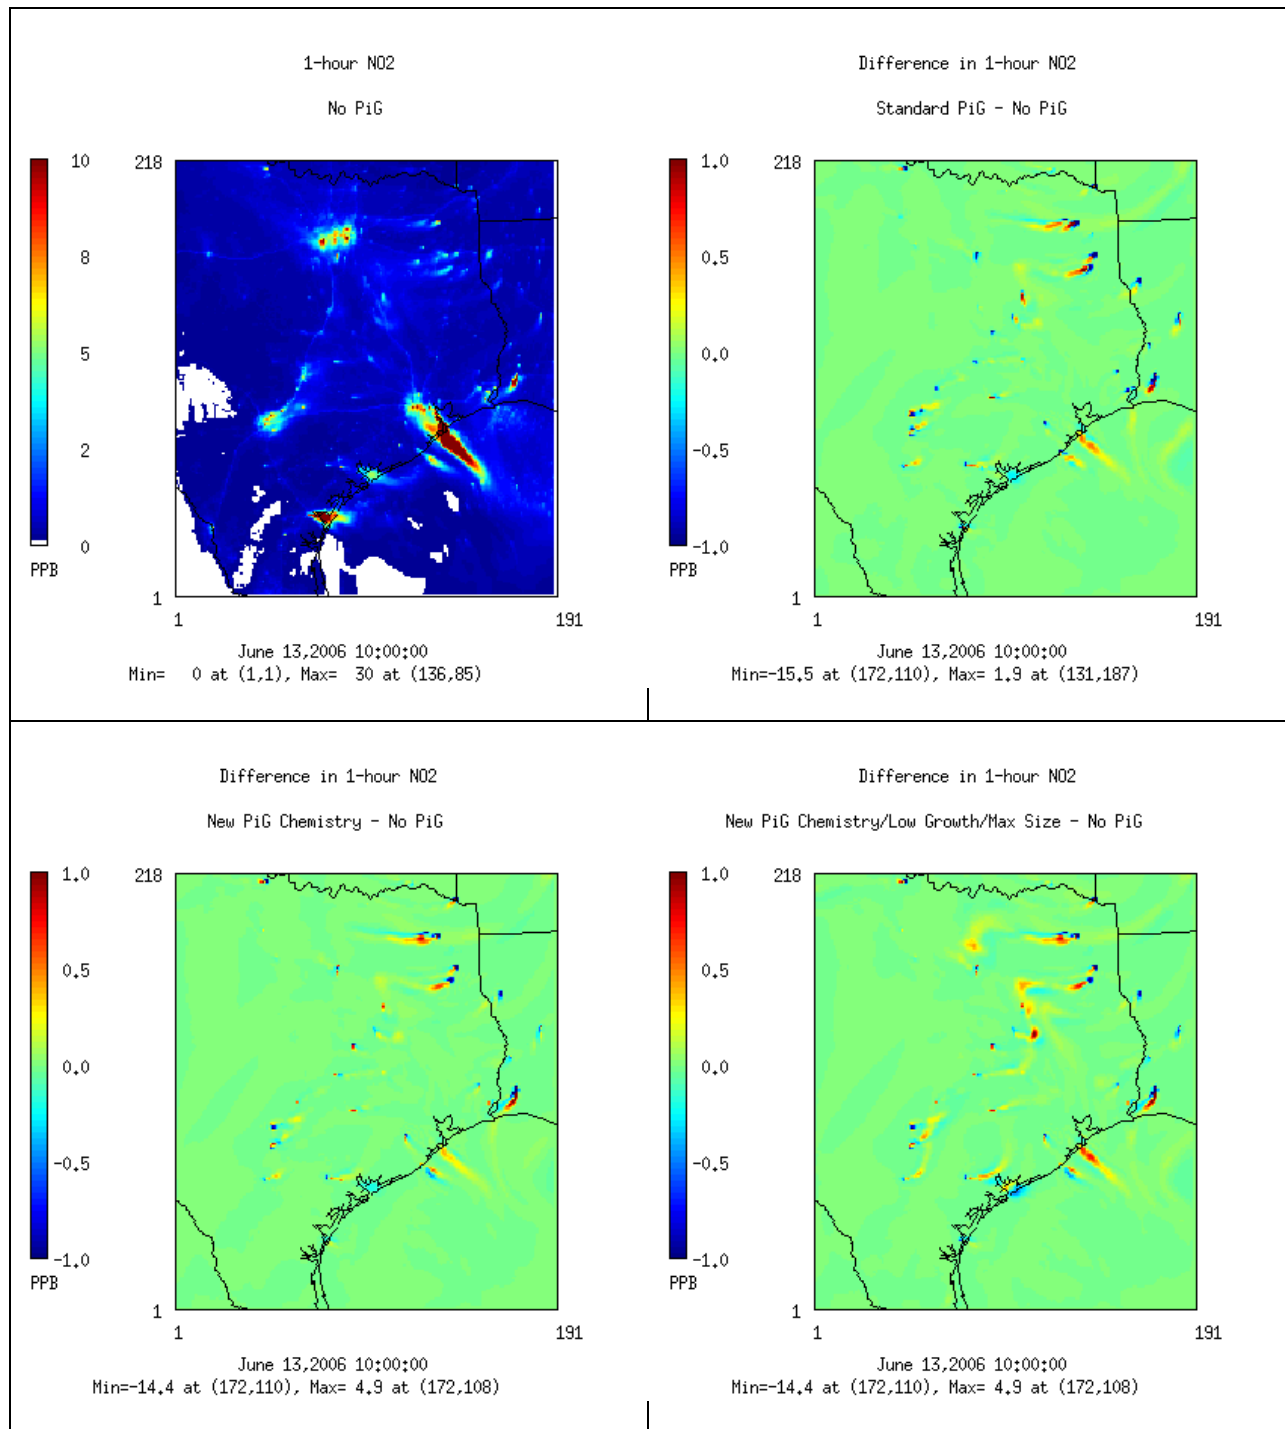 1-hour NO2
No PiG
10
8
5
2
0
PPB
218
1
1
191
June 13,2006 10:00:00
Min=   0 at (1,1), Max=  30 at (136,85)
Difference in 1-hour NO2
Standard PiG - No PiG
1.0
0.5
0.0
-0.5
-1.0
PPB
218
1
1
191
June 13,2006 10:00:00
Min=-15.5 at (172,110), Max= 1.9 at (131,187)
Difference in 1-hour NO2
New PiG Chemistry - No PiG
1.0
0.5
0.0
-0.5
-1.0
PPB
218
1
1
191
June 13,2006 10:00:00
Min=-14.4 at (172,110), Max= 4.9 at (172,108)
Difference in 1-hour NO2
New PiG Chemistry/Low Growth/Max Size - No PiG
1.0
0.5
0.0
-0.5
-1.0
PPB
218
1
1
191
June 13,2006 10:00:00
Min=-14.4 at (172,110), Max= 4.9 at (172,108)